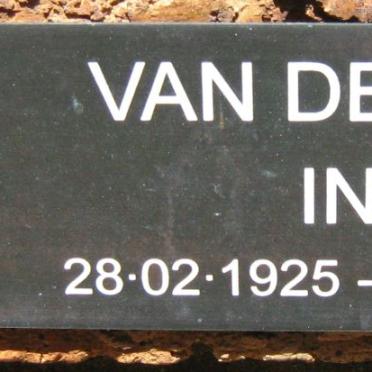 VAN DE
IN
28·02·1925 -